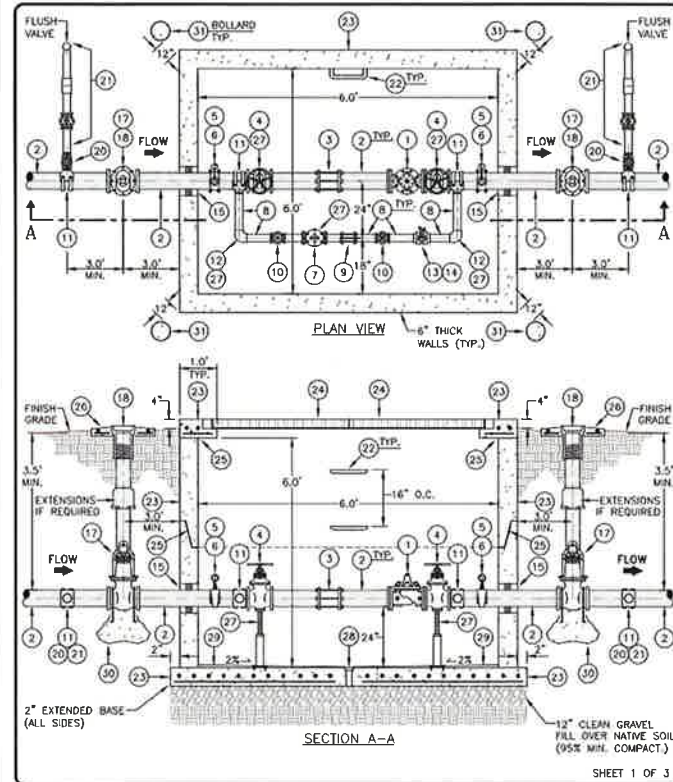 FLUSH
VALVE
31
BOLLARD
TYP.
23
31
FLUSH
VALVE
12"
12"
21
22
TYP.
21
6.0'
17
18
5
6
4
27
3
2
TYP.
1
4
27
5
6
17
18
2
20
FLOW
11
11
FLOW
20
2
A
15
8
6.0'
27
24"
8
TYP.
8
15
A
11
2
12
27
10
7
9
18"
10
13
14
12
27
2
11
3.0'
MIN.
3.0'
MIN.
3.0'
MIN.
3.0'
MIN.
12"
12"
31
PLAN VIEW
6" THICK
WALLS (TYP.)
31
1.0'
TYP.
FINISH
GRADE
26
18
4"
23
24
24
23
4"
18
26
FINISH
GRADE
25
22
TYP.
25
3.5'
MIN.
6.0'
16" O.C.
3.5'
MIN.
EXTENSIONS
IF REQUIRED
23
6.0'
23
EXTENSIONS
IF REQUIRED
3.0'
MIN.
3.0'
MIN.
17
25
5
6
4
2
TYP.
4
5
6
25
17
FLOW
15
11
3
1
11
15
FLOW
2
11
20
21
2
27
24"
27
2
11
20
21
2
30
2"
29
2%
28
2%
29
2"
30
23
23
2" EXTENDED BASE
(ALL SIDES)
SECTION A-A
12" CLEAN GRAVEL
FILL OVER NATIVE SOIL
(95% MIN. COMPACT.)
SHEET 1 OF 3